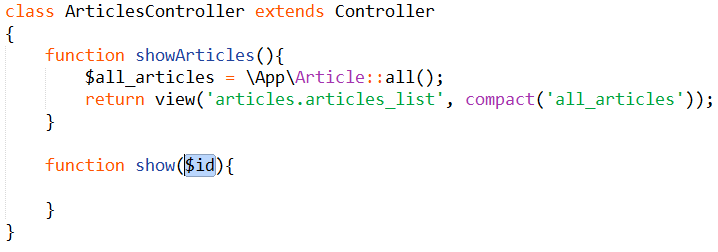 class ArticlesController extends Controller
{
    function showArticles(){
        $all_articles = \App\Article::all();
        return view('articles.articles_list', compact('all_articles'));
    }

    function show($id){

    }
}